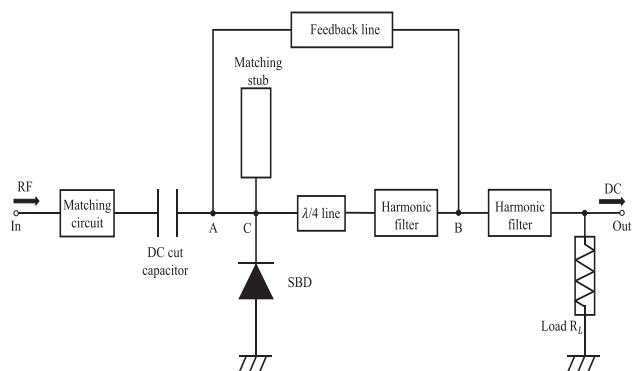 Feedback line
Matching
stub
RF
In
Matching
circuit
DC cut
capacitor
A
C
λ/4 line
Harmonic
filter
B
Harmonic
filter
DC
Out
SBD
Load R_L